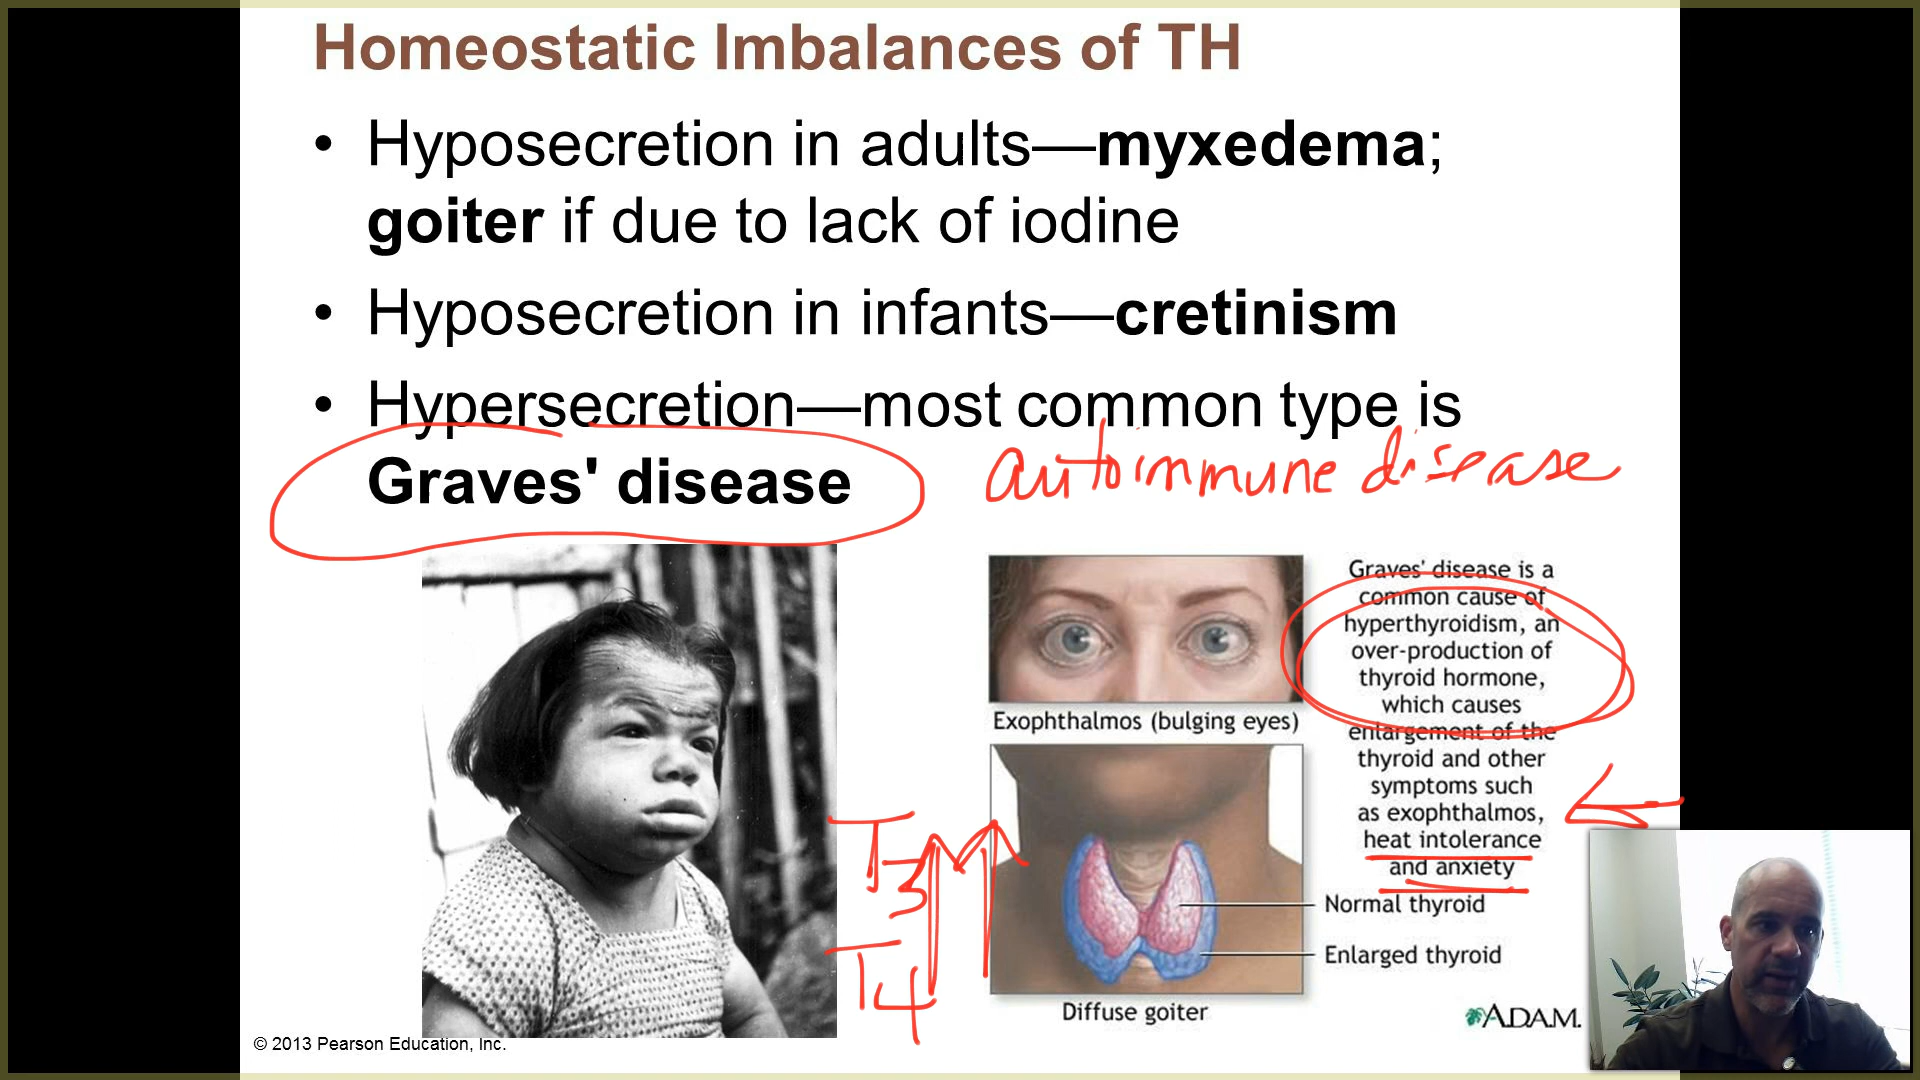 Homeostatic Imbalances of TH
• Hyposecretion in adults—myxedema;
goiter if due to lack of iodine
• Hyposecretion in infants—cretinism
• Hypersecretion—most common type is
Graves' disease
autoimmune disease
Graves' disease is a
common cause of
hyperthyroidism, an
over-production of
thyroid hormone,
which causes
enlargement of the
thyroid and other
symptoms such
as exophthalmos,
heat intolerance
and anxiety
Exophthalmos (bulging eyes)
T3
T4
Normal thyroid
Enlarged thyroid
Diffuse goiter
A.D.A.M.
© 2013 Pearson Education, Inc.